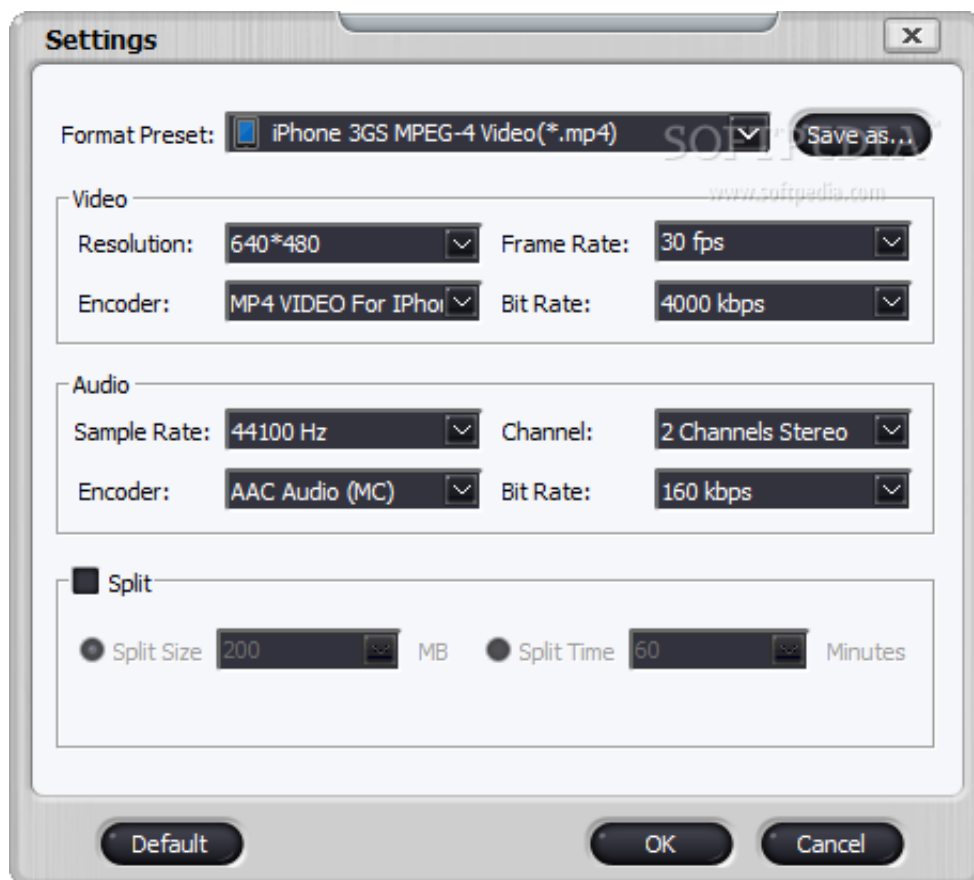 Settings
Format Preset: iPhone 3GS MPEG-4 Video(*.mp4) Save as...
SOFTPEDIA
www.softpedia.com
Video
Resolution: 640*480 Frame Rate: 30 fps
Encoder: MP4 VIDEO For IPho Bit Rate: 4000 kbps
Audio
Sample Rate: 44100 Hz Channel: 2 Channels Stereo
Encoder: AAC Audio (MC) Bit Rate: 160 kbps
Split
Split Size 200 MB Split Time 60 Minutes
Default OK Cancel